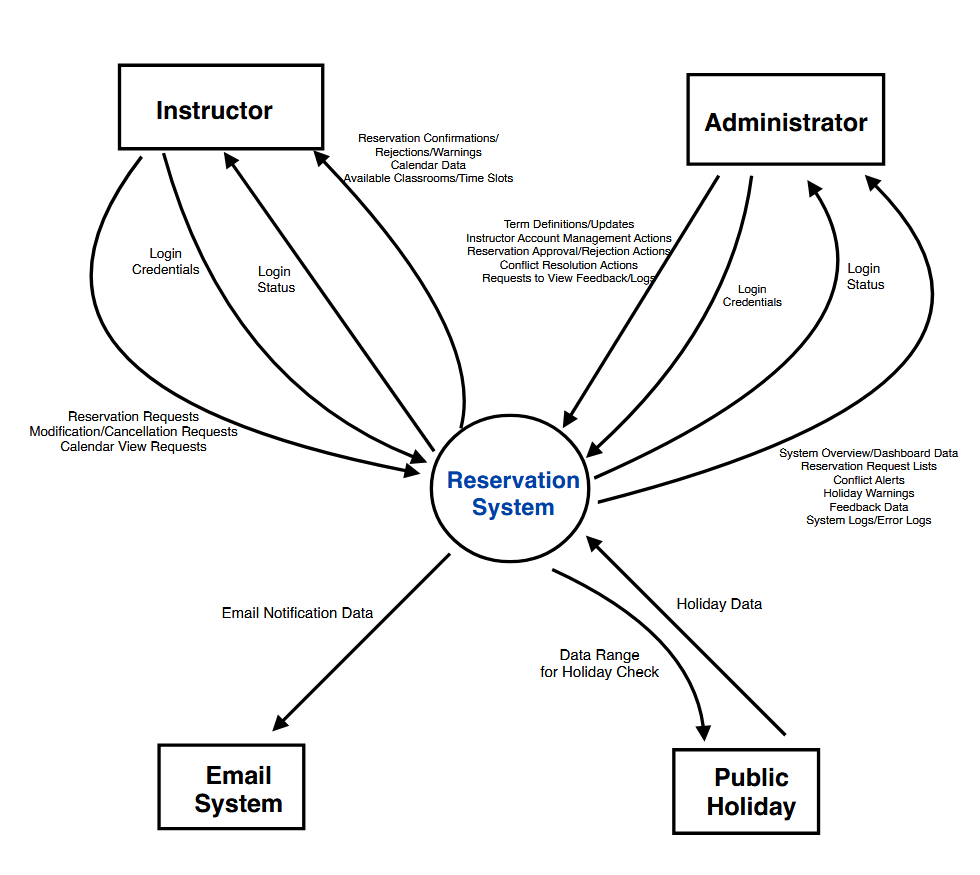 Instructor
Administrator
Reservation Confirmations/
Rejections/Warnings
Calendar Data
Available Classrooms/Time Slots
Term Definitions/Updates
Instructor Account Management Actions
Reservation Approval/Rejection Actions
Conflict Resolution Actions
Requests to View Feedback/Logs
Login
Credentials
Login
Status
Login
Credentials
Login
Status
Reservation Requests
Modification/Cancellation Requests
Calendar View Requests
Reservation
System
System Overview/Dashboard Data
Reservation Request Lists
Conflict Alerts
Holiday Warnings
Feedback Data
System Logs/Error Logs
Email Notification Data
Holiday Data
Data Range
for Holiday Check
Email
System
Public
Holiday